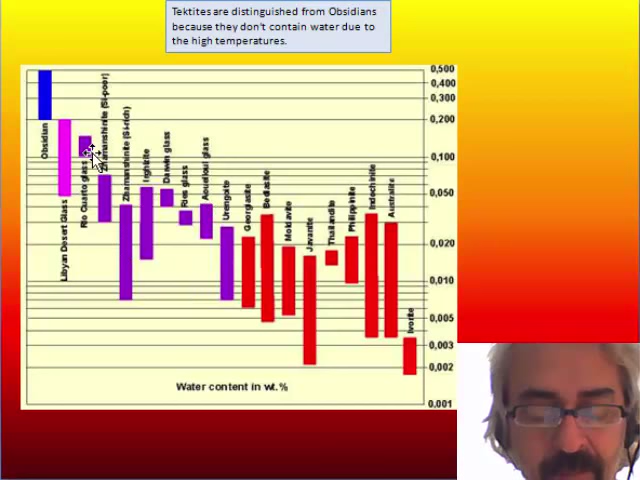 Tektites are distinguished from Obsidians
because they don't contain water due to
the high temperatures.
0,500
0,400
0,300
0,200
0,100
0,050
0,020
0,010
0,005
0,003
0,002
0,001
Obsidian
Libyan Desert Glass
Rio Cuarto glass
Zhamanshinite (Si-poor)
Zhamanshinite (Si-rich)
Irghizite
Darwin glass
Ries glass
Aouelloul glass
Urengoite
Georgiasite
Bediasite
Moldavite
Javanite
Thailandite
Philippinite
Indochinite
Australite
Ivorite
Water content in wt.%